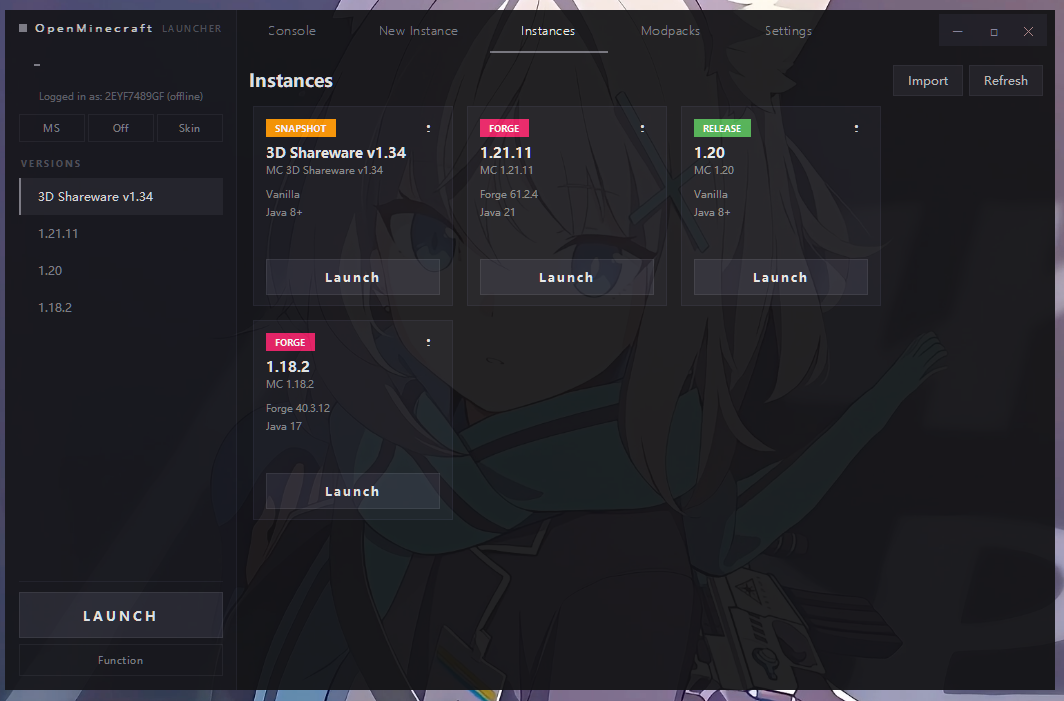 OpenMinecraft LAUNCHER
–
Logged in as: 2EYF7489GF (offline)
MS Off Skin
VERSIONS
3D Shareware v1.34
1.21.11
1.20
1.18.2
LAUNCH
Function
Console New Instance Instances Modpacks Settings
Instances
Import Refresh
SNAPSHOT
3D Shareware v1.34
MC 3D Shareware v1.34
Vanilla
Java 8+
Launch
FORGE
1.21.11
MC 1.21.11
Forge 61.2.4
Java 21
Launch
RELEASE
1.20
MC 1.20
Vanilla
Java 8+
Launch
FORGE
1.18.2
MC 1.18.2
Forge 40.3.12
Java 17
Launch